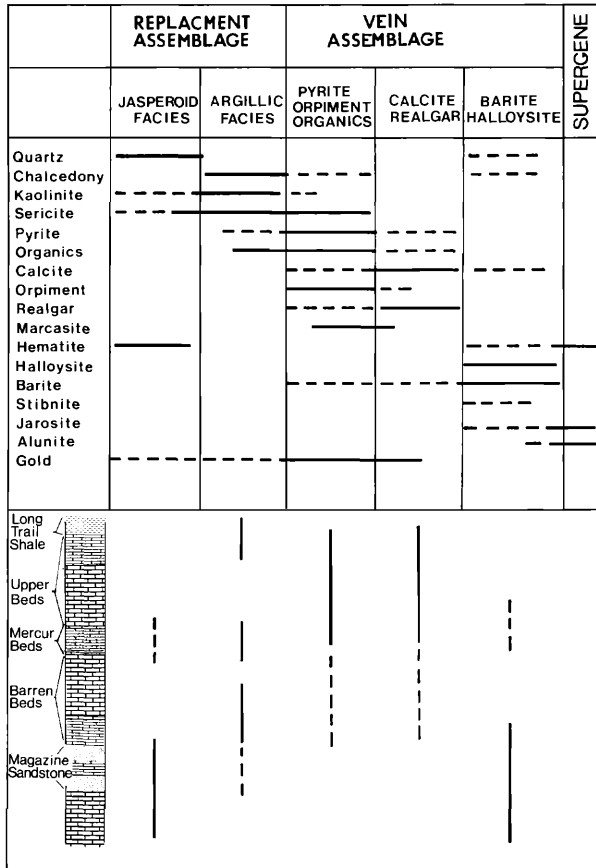 REPLACMENT
ASSEMBLAGE
VEIN
ASSEMBLAGE
SUPERGENE
JASPEROID
FACIES
ARGILLIC
FACIES
PYRITE
ORPIMENT
ORGANICS
CALCITE
REALGAR
BARITE
HALLOYSITE
Quartz
Chalcedony
Kaolinite
Sericite
Pyrite
Organics
Calcite
Orpiment
Realgar
Marcasite
Hematite
Halloysite
Barite
Stibnite
Jarosite
Alunite
Gold
Long
Trail
Shale
Upper
Beds
Mercur
Beds
Barren
Beds
Magazine
Sandstone